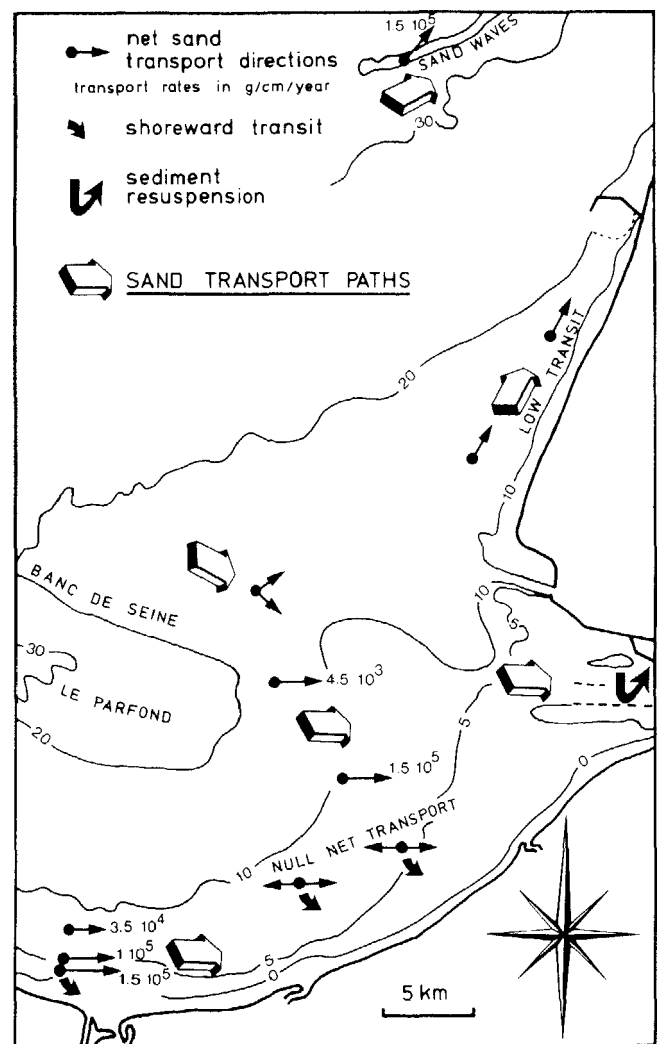 1.5 10⁵
SAND WAVES
30
net sand
transport directions
transport rates in g/cm/year
shoreward transit
sediment
resuspension
SAND TRANSPORT PATHS
20
LOW TRANSIT
10
BANC DE SEINE
10
5
30
LE PARFOND
20
4.5 10³
5
1.5 10⁵
0
NULL NET TRANSPORT
10
3.5 10⁴
1 10⁵
1.5 10⁵
5
0
5 km